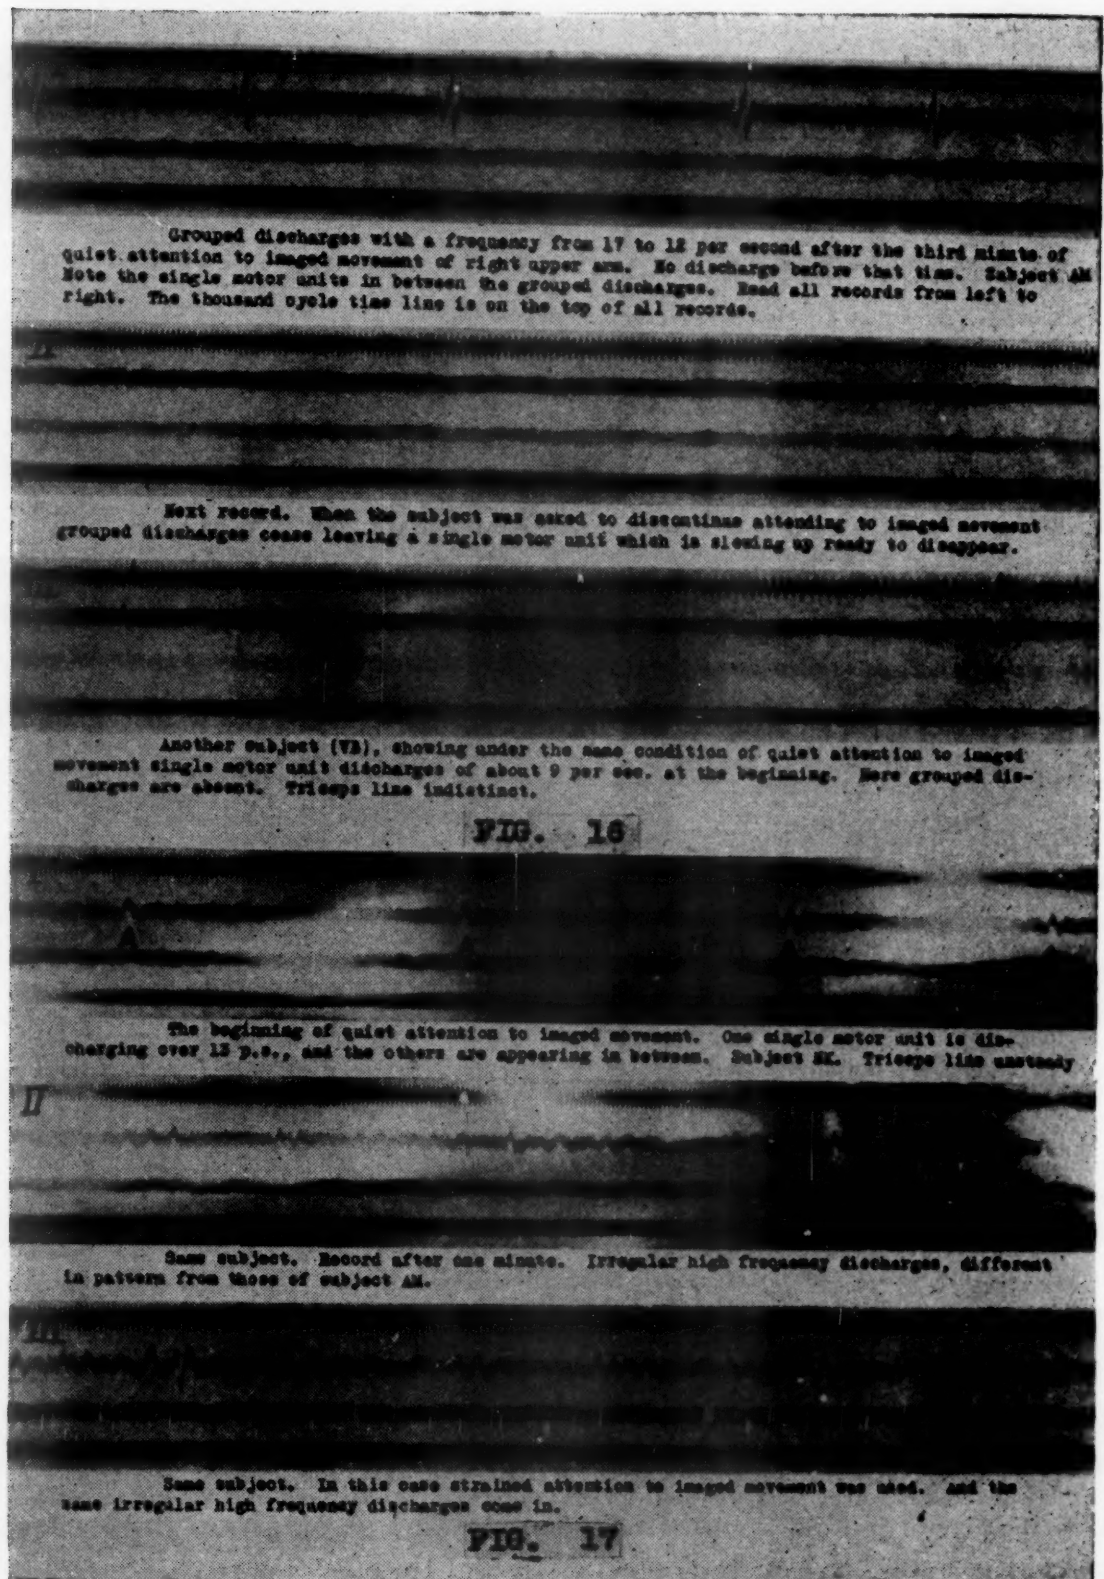 Grouped discharges with a frequency from 17 to 12 per second after the third minute of
quiet attention to imaged movement of right upper arm. No discharge before that time. Subject AM
Note the single motor units in between the grouped discharges. Read all records from left to
right. The thousand cycle time line is on the top of all records.
II
Next record. When the subject was asked to discontinue attending to imaged movement
grouped discharges cease leaving a single motor unit which is slowing up ready to disappear.
III
Another subject (VB), showing under the same condition of quiet attention to imaged
movement single motor unit discharges of about 9 per sec. at the beginning. Here grouped dis-
charges are absent. Triceps line indistinct.
FIG. 16
The beginning of quiet attention to imaged movement. One single motor unit is dis-
charging over 13 p.s., and the others are appearing in between. Subject Triceps line unsteady
II
Same subject. Record after one minute. Irregular high frequency discharges, different
in pattern from those of subject AM.
III
Same subject. In this case strained attention to imaged movement was used. And the
same irregular high frequency discharges come in.
FIG. 17